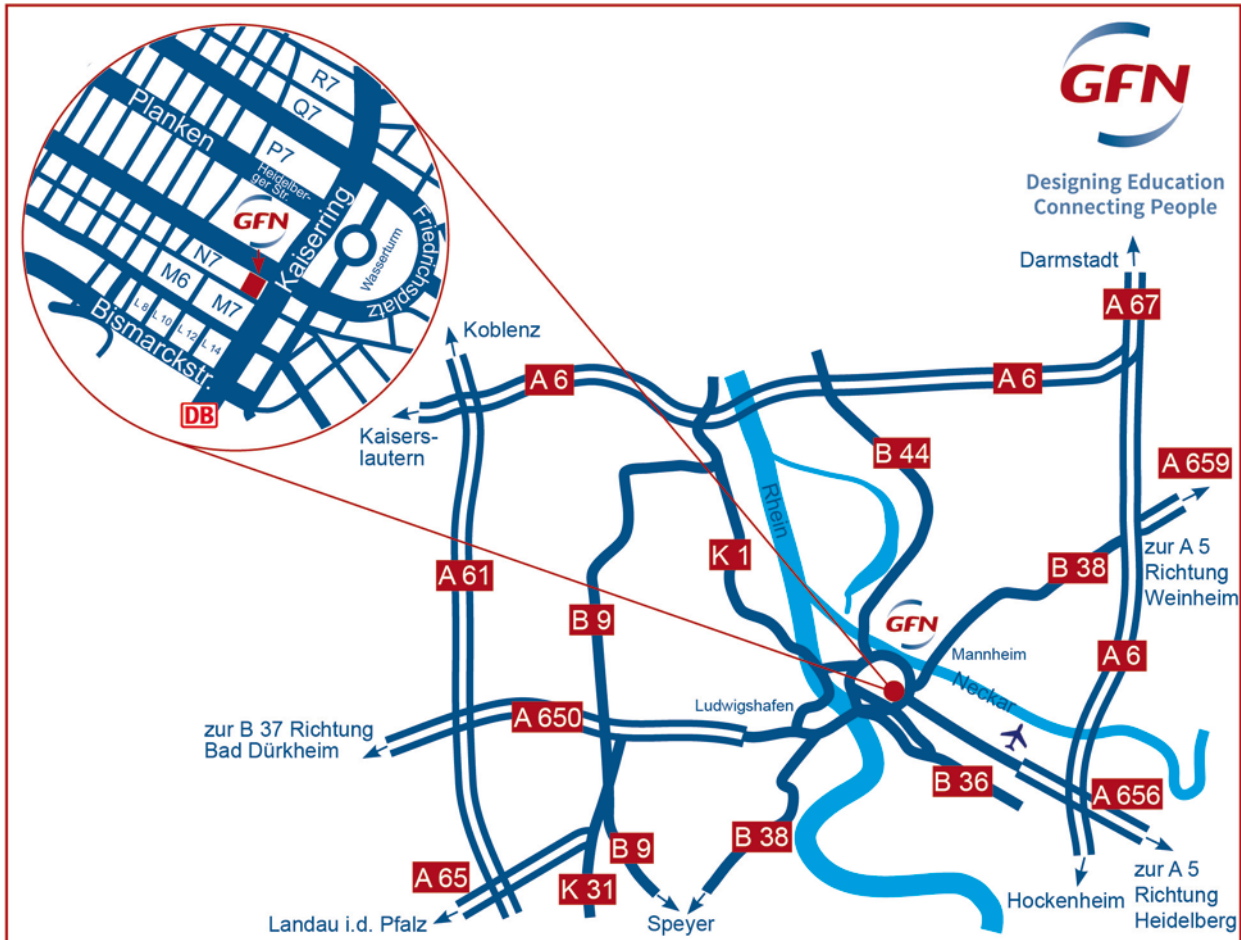 R7
Q7
Planken
P7
Heidelber-
ger Str.
GFN
Kaiserring
Friedrichsplatz
Wasserturm
N7
M6
M7
L 8
L 10
L 12
L 14
Bismarckstr.
DB
GFN
Designing Education
Connecting People
Darmstadt
A 67
Koblenz
A 6
A 6
Kaisers-
lautern
B 44
A 659
Rhein
K 1
zur A 5
Richtung
Weinheim
B 38
A 61
B 9
GFN
Mannheim
A 6
Neckar
Ludwigshafen
zur B 37 Richtung
Bad Dürkheim
A 650
B 36
A 656
B 38
B 9
A 65
K 31
zur A 5
Richtung
Heidelberg
Hockenheim
Landau i.d. Pfalz
Speyer